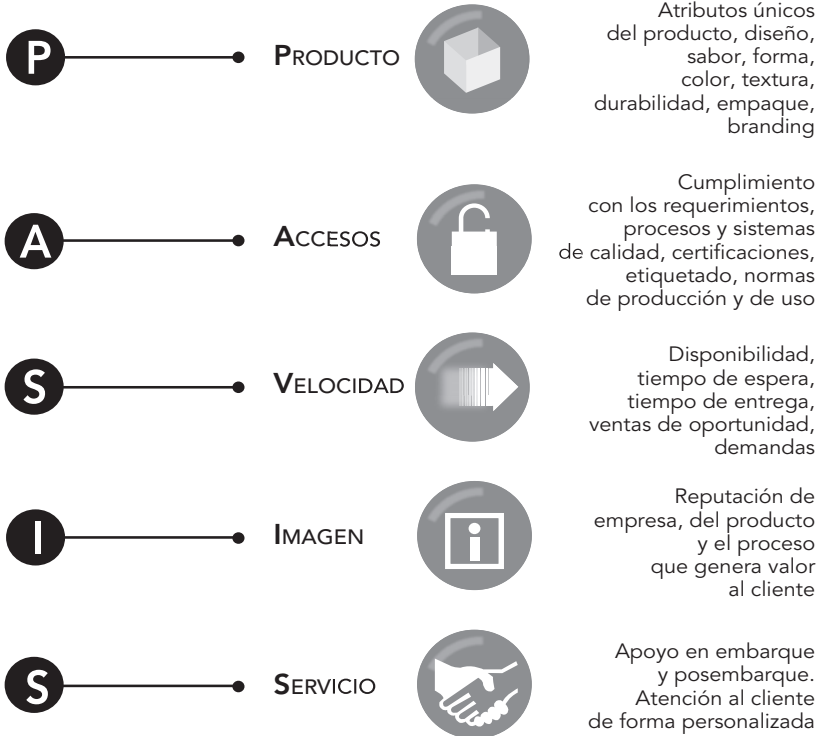 P
PRODUCTO
Atributos únicos
del producto, diseño,
sabor, forma,
color, textura,
durabilidad, empaque,
branding
A
ACCESOS
Cumplimiento
con los requerimientos,
procesos y sistemas
de calidad, certificaciones,
etiquetado, normas
de producción y de uso
S
VELOCIDAD
Disponibilidad,
tiempo de espera,
tiempo de entrega,
ventas de oportunidad,
demandas
I
IMAGEN
i
Reputación de
empresa, del producto
y el proceso
que genera valor
al cliente
S
SERVICIO
Apoyo en embarque
y posembarque.
Atención al cliente
de forma personalizada